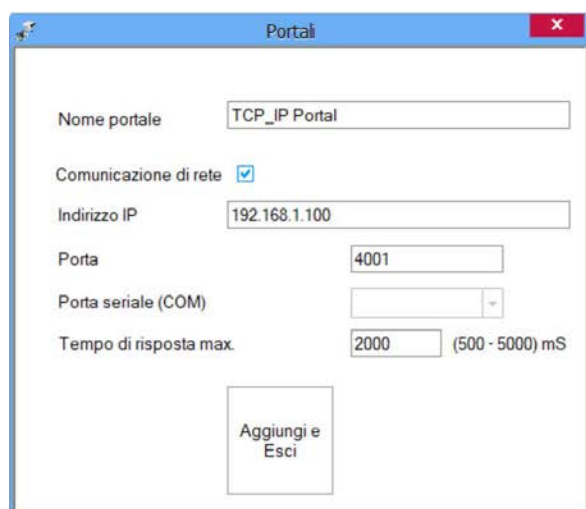 Portali
Nome portale TCP_IP Portal
Comunicazione di rete
Indirizzo IP 192.168.1.100
Porta 4001
Porta seriale (COM)
Tempo di risposta max. 2000 (500 - 5000) mS
Aggiungi e
Esci